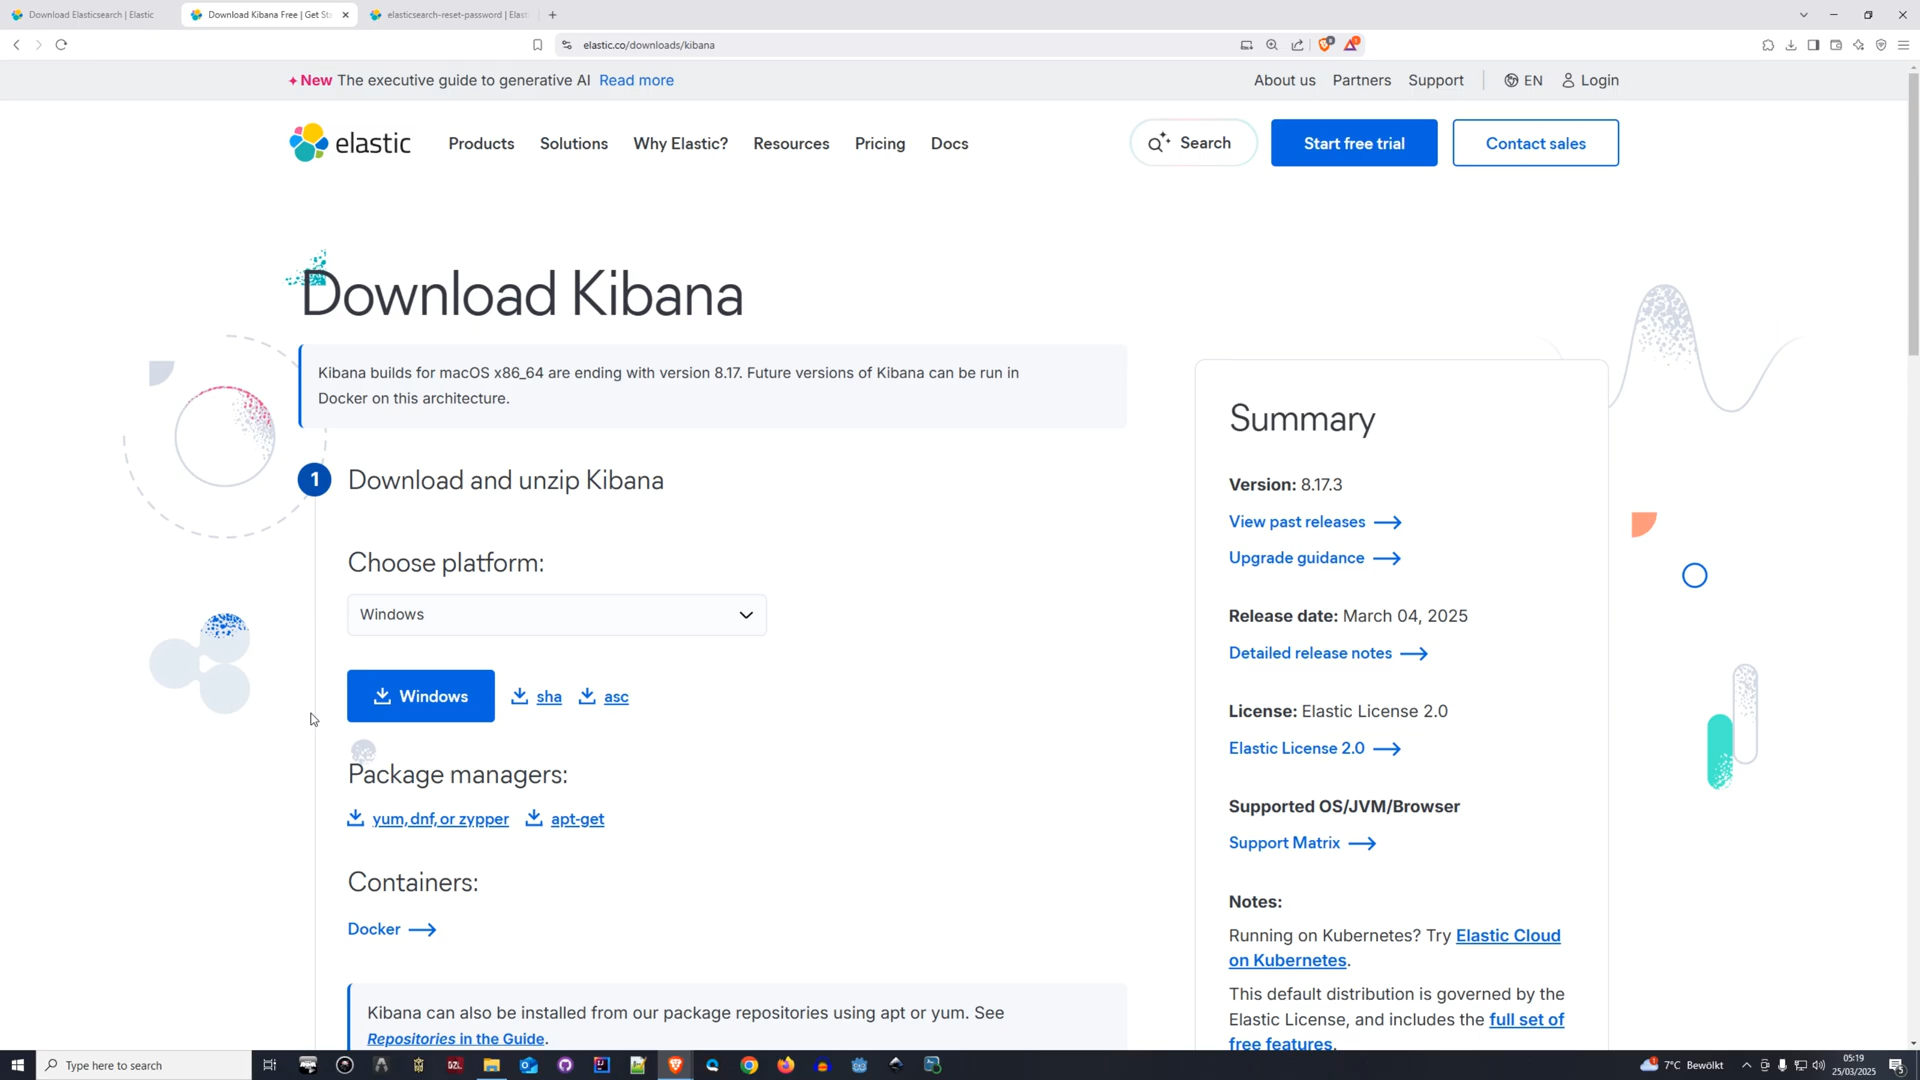 Download Elasticsearch | Elastic
Download Kibana Free | Get Sta
elasticsearch-reset-password | Elast
elastic.co/downloads/kibana
New The executive guide to generative AI Read more
About us Partners Support EN Login
elastic
Products Solutions Why Elastic? Resources Pricing Docs
Search
Start free trial
Contact sales
Download Kibana
Kibana builds for macOS x86_64 are ending with version 8.17. Future versions of Kibana can be run in
Docker on this architecture.
1
Download and unzip Kibana
Choose platform:
Windows
Windows
sha
asc
Package managers:
yum, dnf, or zypper
apt-get
Containers:
Docker
Kibana can also be installed from our package repositories using apt or yum. See
Repositories in the Guide.
Summary
Version: 8.17.3
View past releases
Upgrade guidance
Release date: March 04, 2025
Detailed release notes
License: Elastic License 2.0
Elastic License 2.0
Supported OS/JVM/Browser
Support Matrix
Notes:
Running on Kubernetes? Try Elastic Cloud
on Kubernetes.
This default distribution is governed by the
Elastic License, and includes the full set of
free features.
Type here to search
7°C Bewölkt
05:19
25/03/2025